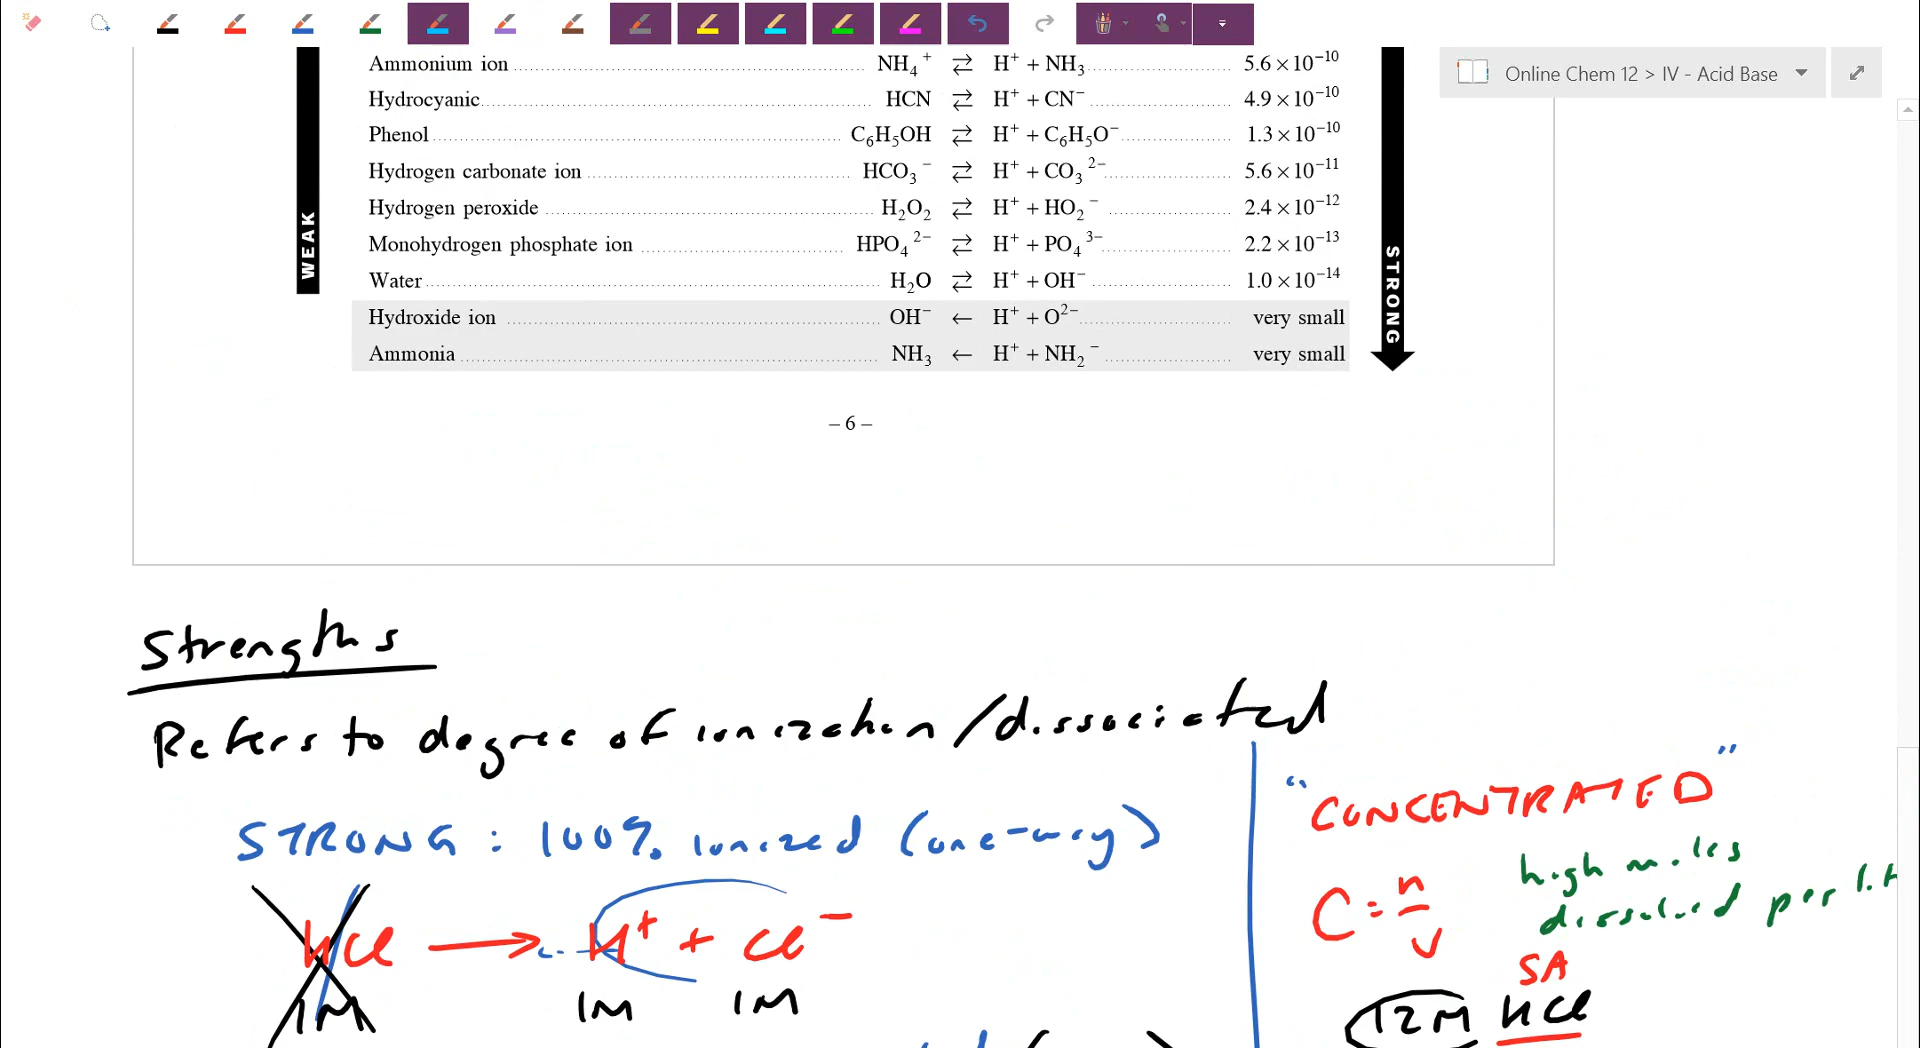 Online Chem 12 > IV - Acid Base
Ammonium ion NH₄⁺ ⇄ H⁺ + NH₃ 5.6 × 10⁻¹⁰
Hydrocyanic HCN ⇄ H⁺ + CN⁻ 4.9 × 10⁻¹⁰
Phenol C₆H₅OH ⇄ H⁺ + C₆H₅O⁻ 1.3 × 10⁻¹⁰
Hydrogen carbonate ion HCO₃⁻ ⇄ H⁺ + CO₃²⁻ 5.6 × 10⁻¹¹
Hydrogen peroxide H₂O₂ ⇄ H⁺ + HO₂⁻ 2.4 × 10⁻¹²
Monohydrogen phosphate ion HPO₄²⁻ ⇄ H⁺ + PO₄³⁻ 2.2 × 10⁻¹³
Water H₂O ⇄ H⁺ + OH⁻ 1.0 × 10⁻¹⁴
Hydroxide ion OH⁻ ← H⁺ + O²⁻ very small
Ammonia NH₃ ← H⁺ + NH₂⁻ very small
WEAK
STRONG
– 6 –
Strengths
Refers to degree of ionization/dissociated
STRONG : 100% ionized (one-way)
HCl → H⁺ + Cl⁻
1M 1M 1M
"CONCENTRATED"
C = n/V
high moles
dissolved per
SA
12M HCl